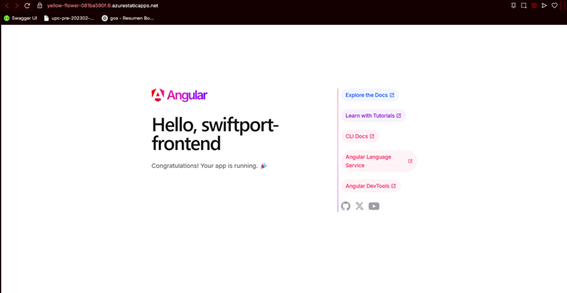 yellow-flower-081ba590f.6.azurestaticapps.net
Swagger UI
upc-pre-202302-...
goa - Resumen Bo...
Angular
Explore the Docs
Hello, swiftport-
frontend
Learn with Tutorials
CLI Docs
Congratulations! Your app is running.
Angular Language
Service
Angular DevTools